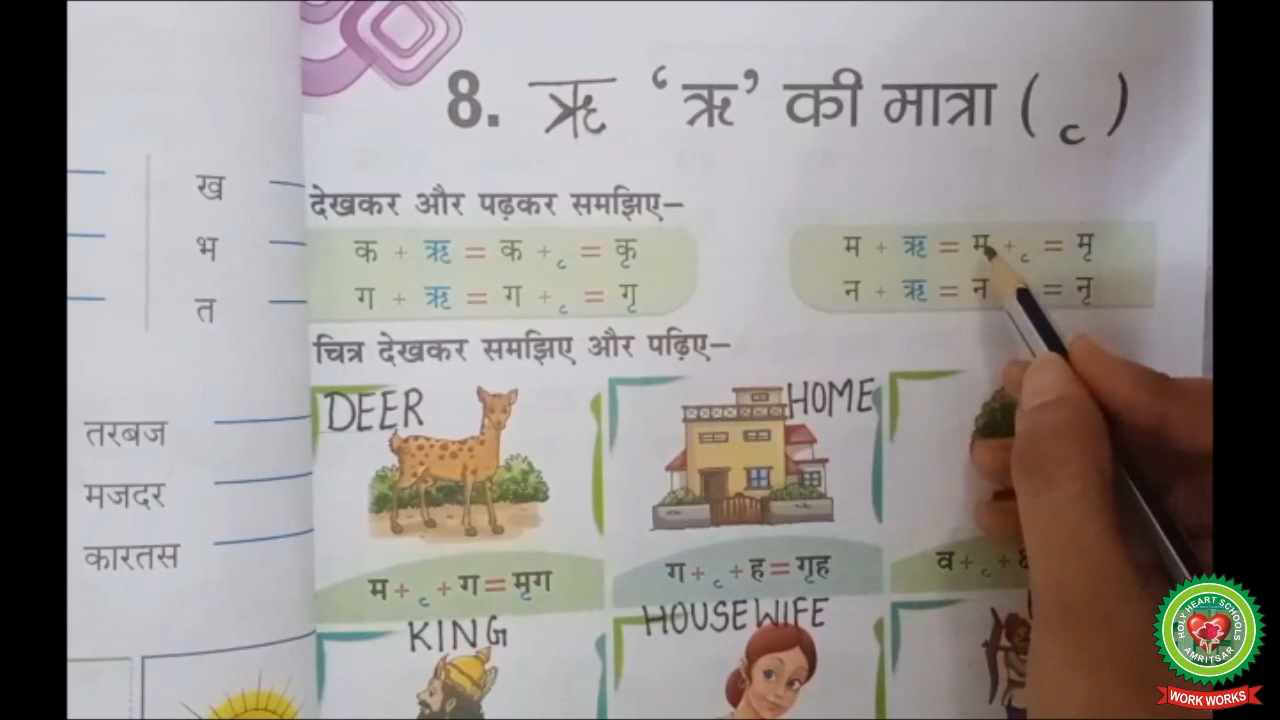 8. ऋ 'ऋ' की मात्रा ( ृ )
देखकर और पढ़कर समझिए–
क + ऋ = क + ृ = कृ
ग + ऋ = ग + ृ = गृ
म + ऋ = म + ृ = मृ
न + ऋ = न = नृ
चित्र देखकर समझिए और पढ़िए–
DEER
HOME
म + ृ + ग = मृग
ग + ृ + ह = गृह
व + ृ +
KING
HOUSEWIFE
ख
भ
त
तरबज
मजदर
कारतस
HOLY HEART SCHOOLS
AMRITSAR
WORK WORKS